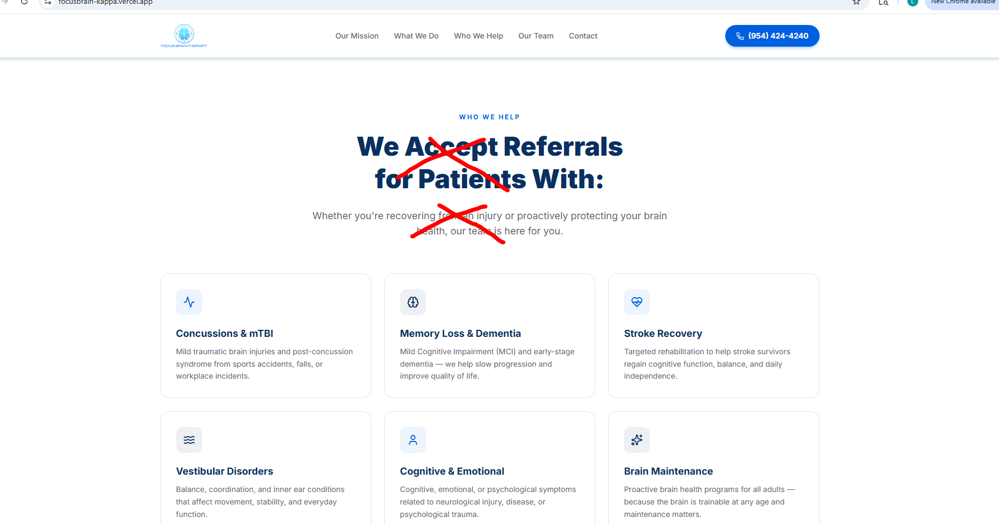 focusbrain-kappa.vercel.app
New Chrome available
L
FOCUS BRAIN THERAPY
Our Mission
What We Do
Who We Help
Our Team
Contact
(954) 424-4240
WHO WE HELP
We Accept Referrals
for Patients With:
Whether you're recovering from an injury or proactively protecting your brain
health, our team is here for you.
Concussions & mTBI
Mild traumatic brain injuries and post-concussion
syndrome from sports accidents, falls, or
workplace incidents.
Memory Loss & Dementia
Mild Cognitive Impairment (MCI) and early-stage
dementia — we help slow progression and
improve quality of life.
Stroke Recovery
Targeted rehabilitation to help stroke survivors
regain cognitive function, balance, and daily
independence.
Vestibular Disorders
Balance, coordination, and inner ear conditions
that affect movement, stability, and everyday
function.
Cognitive & Emotional
Cognitive, emotional, or psychological symptoms
related to neurological injury, disease, or
psychological trauma.
Brain Maintenance
Proactive brain health programs for all adults —
because the brain is trainable at any age and
maintenance matters.